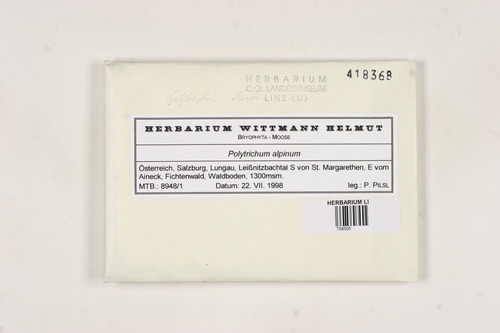 HERBARIUM
O.O. LANDESMUSEUM
LINZ (U)
418368
HERBARIUM WITTMANN HELMUT
BRYOPHYTA - MOOSE
Polytrichum alpinum
Österreich, Salzburg, Lungau, Leißnitzbachtal S von St. Margarethen, E vom
Aineck, Fichtenwald, Waldboden, 1300msm.
MTB.: 8948/1 Datum: 22. VII. 1998 leg.: P. PILSL
HERBARIUM LI